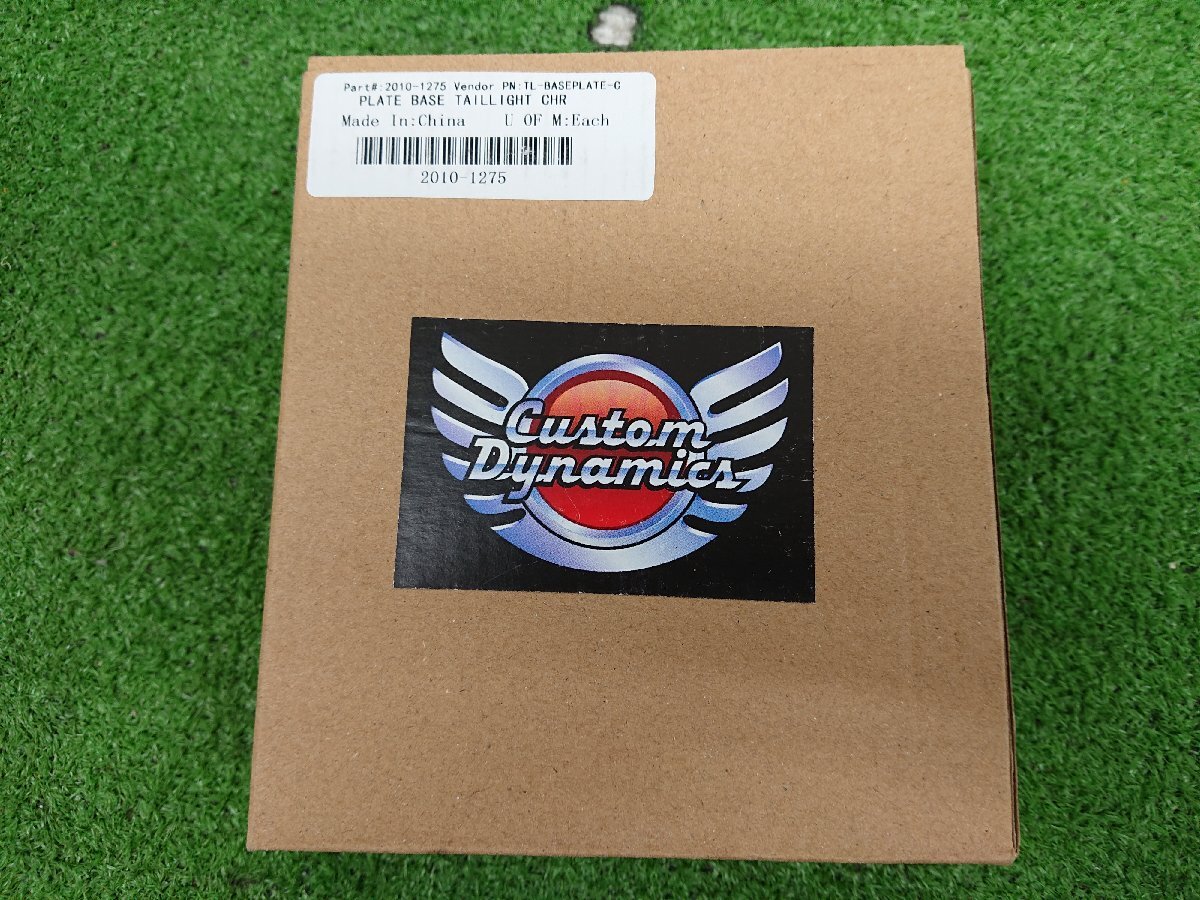 Part#:2010-1275 Vendor PN:TL-BASEPLATE-C
PLATE BASE TAILLIGHT CHR
Made In:China U OF M:Each
2010-1275
Custom
Dynamics